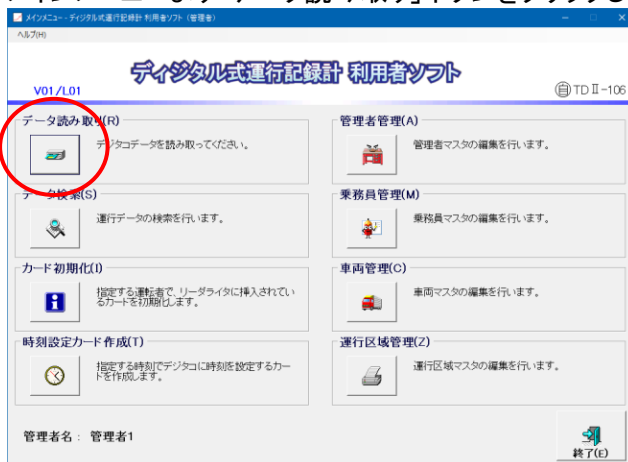 メインメニュー - ディジタル式運行記録計 利用者ソフト (管理者)
ヘルプ(H)
ディジタル式運行記録計 利用者ソフト
V01/L01
自TDⅡ-106
データ読み取り(R)
デジタコデータを読み取ってください。
管理者管理(A)
管理者マスタの編集を行います。
データ検索(S)
運行データの検索を行います。
乗務員管理(M)
乗務員マスタの編集を行います。
カード初期化(I)
指定する運転者で、リーダライタに挿入されてい
るカードを初期化します。
車両管理(C)
車両マスタの編集を行います。
時刻設定カード作成(T)
指定する時刻でデジタコに時刻を設定するカー
ドを作成します。
運行区域管理(Z)
運行区域マスタの編集を行います。
管理者名 : 管理者1
終了(E)